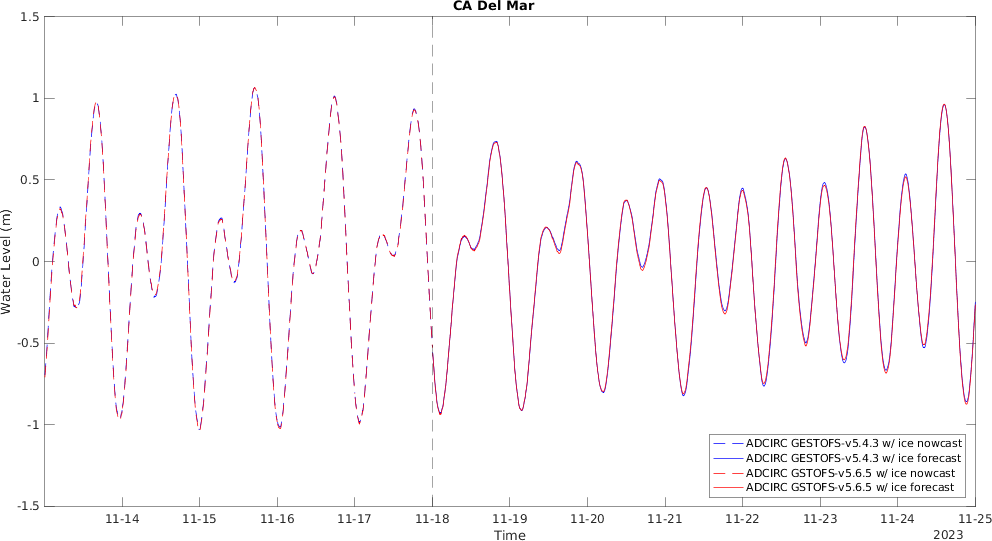 CA Del Mar
1.5
1
0.5
0
-0.5
-1
-1.5
Water Level (m)
11-14 11-15 11-16 11-17 11-18 11-19 11-20 11-21 11-22 11-23 11-24 11-25
Time
2023
ADCIRC GESTOFS-v5.4.3 w/ ice nowcast
ADCIRC GESTOFS-v5.4.3 w/ ice forecast
ADCIRC GSTOFS-v5.6.5 w/ ice nowcast
ADCIRC GSTOFS-v5.6.5 w/ ice forecast